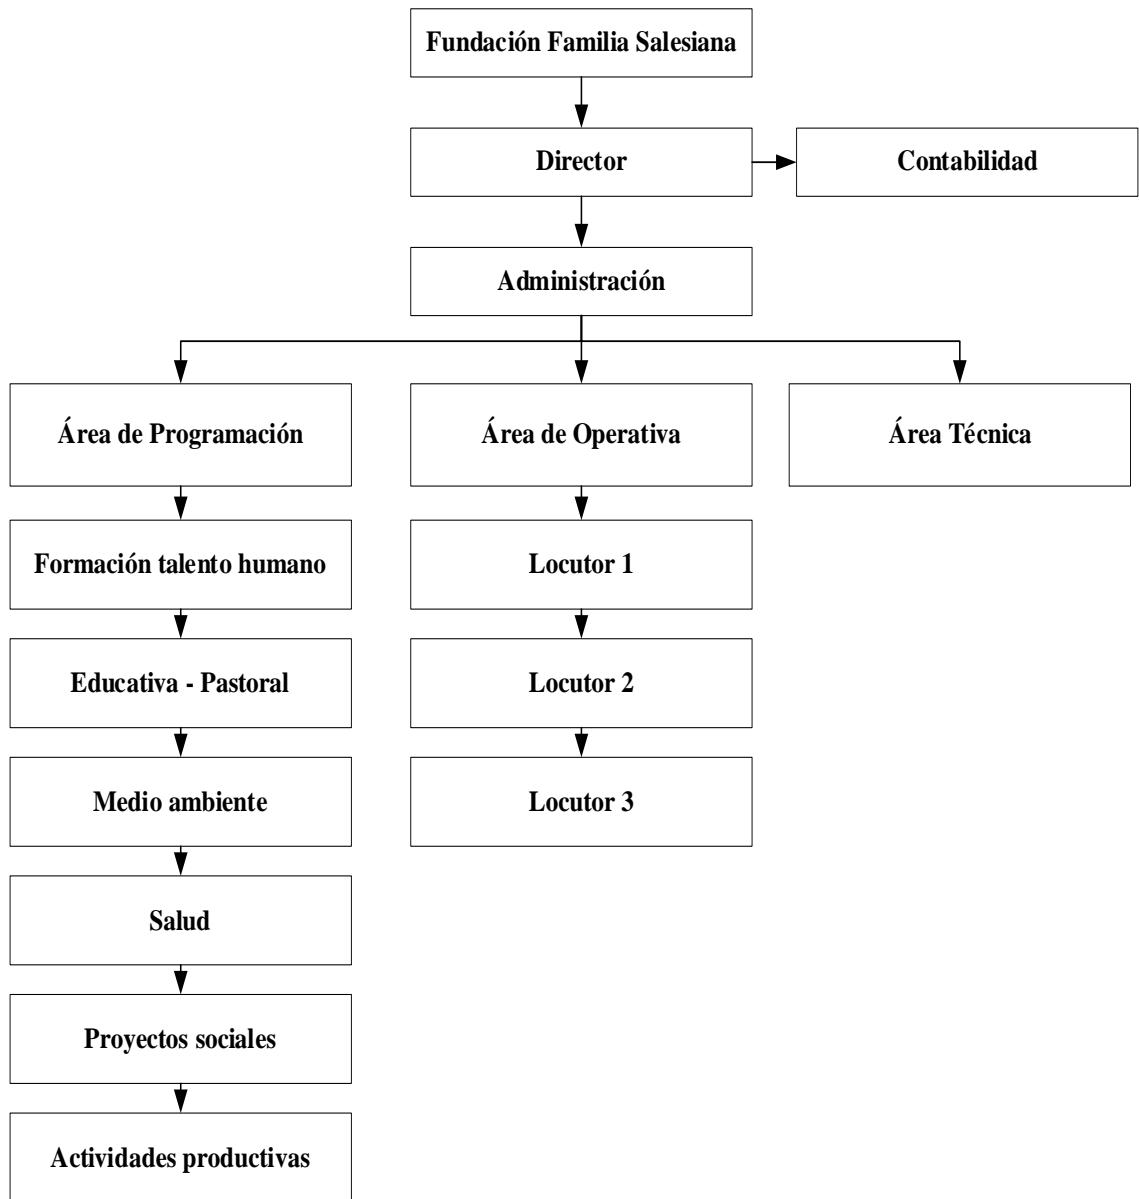 Fundación Familia Salesiana
Director
Contabilidad
Administración
Área de Programación
Área de Operativa
Área Técnica
Formación talento humano
Locutor 1
Educativa - Pastoral
Locutor 2
Medio ambiente
Locutor 3
Salud
Proyectos sociales
Actividades productivas